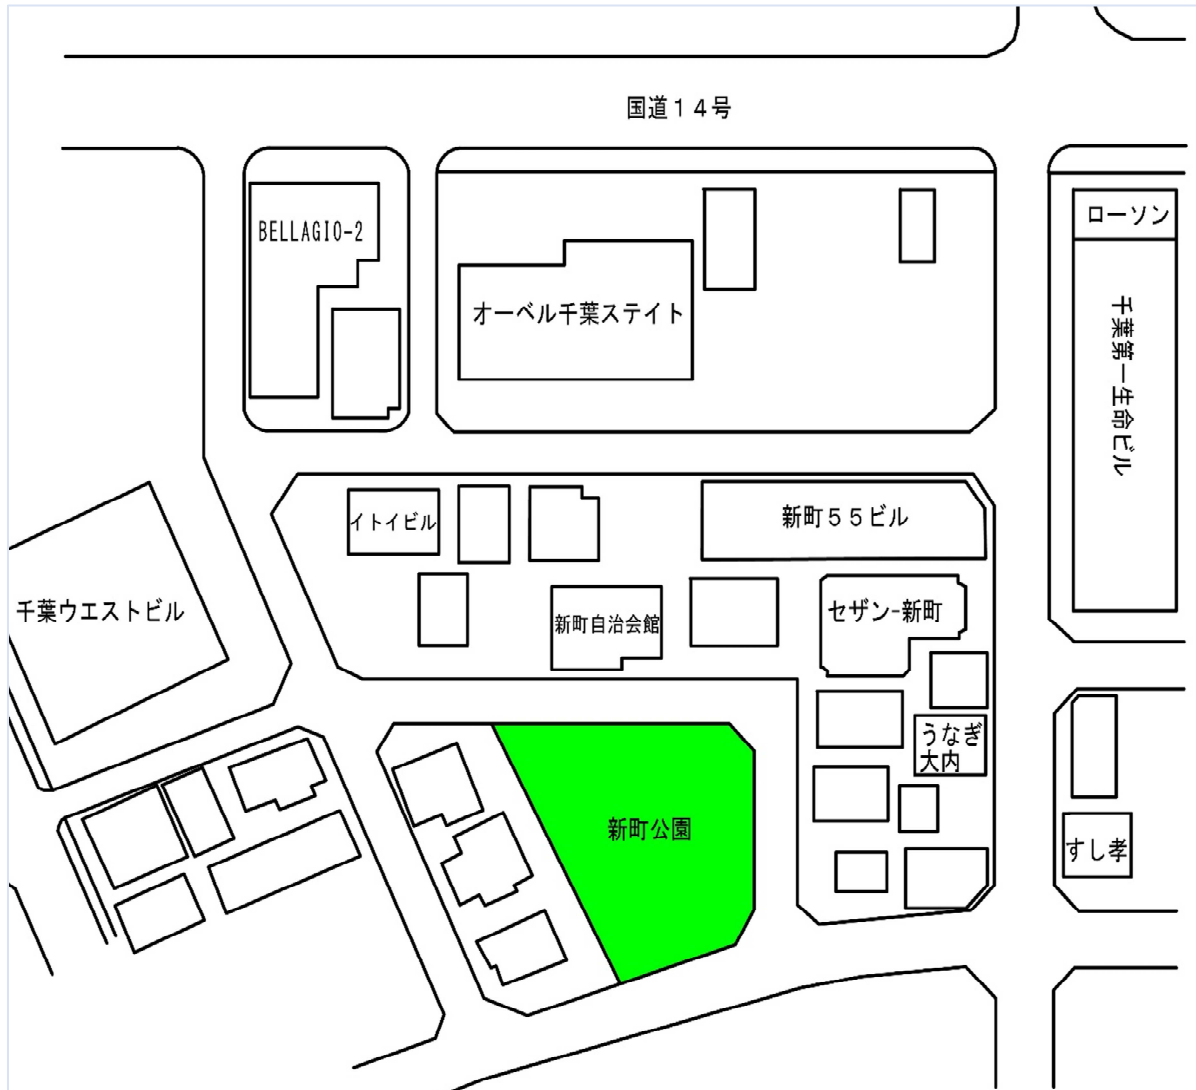 国道１４号
BELLAGIO-2
ローソン
オーベル千葉ステイト
千葉第一生命ビル
イトイビル
新町５５ビル
千葉ウエストビル
新町自治会館
セザン-新町
うなぎ
大内
新町公園
すし孝